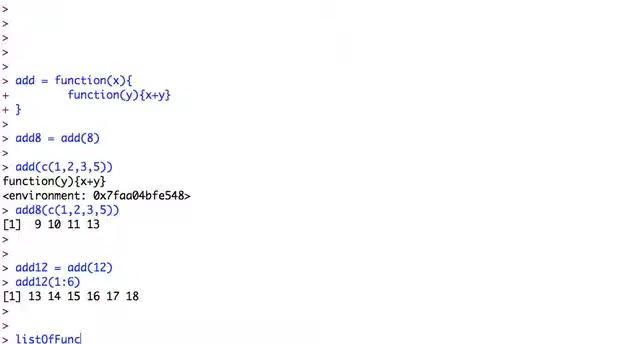 >
>
>
>
>
> add = function(x){
+         function(y){x+y}
+ }
>
> add8 = add(8)
>
> add(c(1,2,3,5))
function(y){x+y}
<environment: 0x7faa04bfe548>
> add8(c(1,2,3,5))
[1]  9 10 11 13
>
>
> add12 = add(12)
> add12(1:6)
[1] 13 14 15 16 17 18
>
>
> listOfFunc